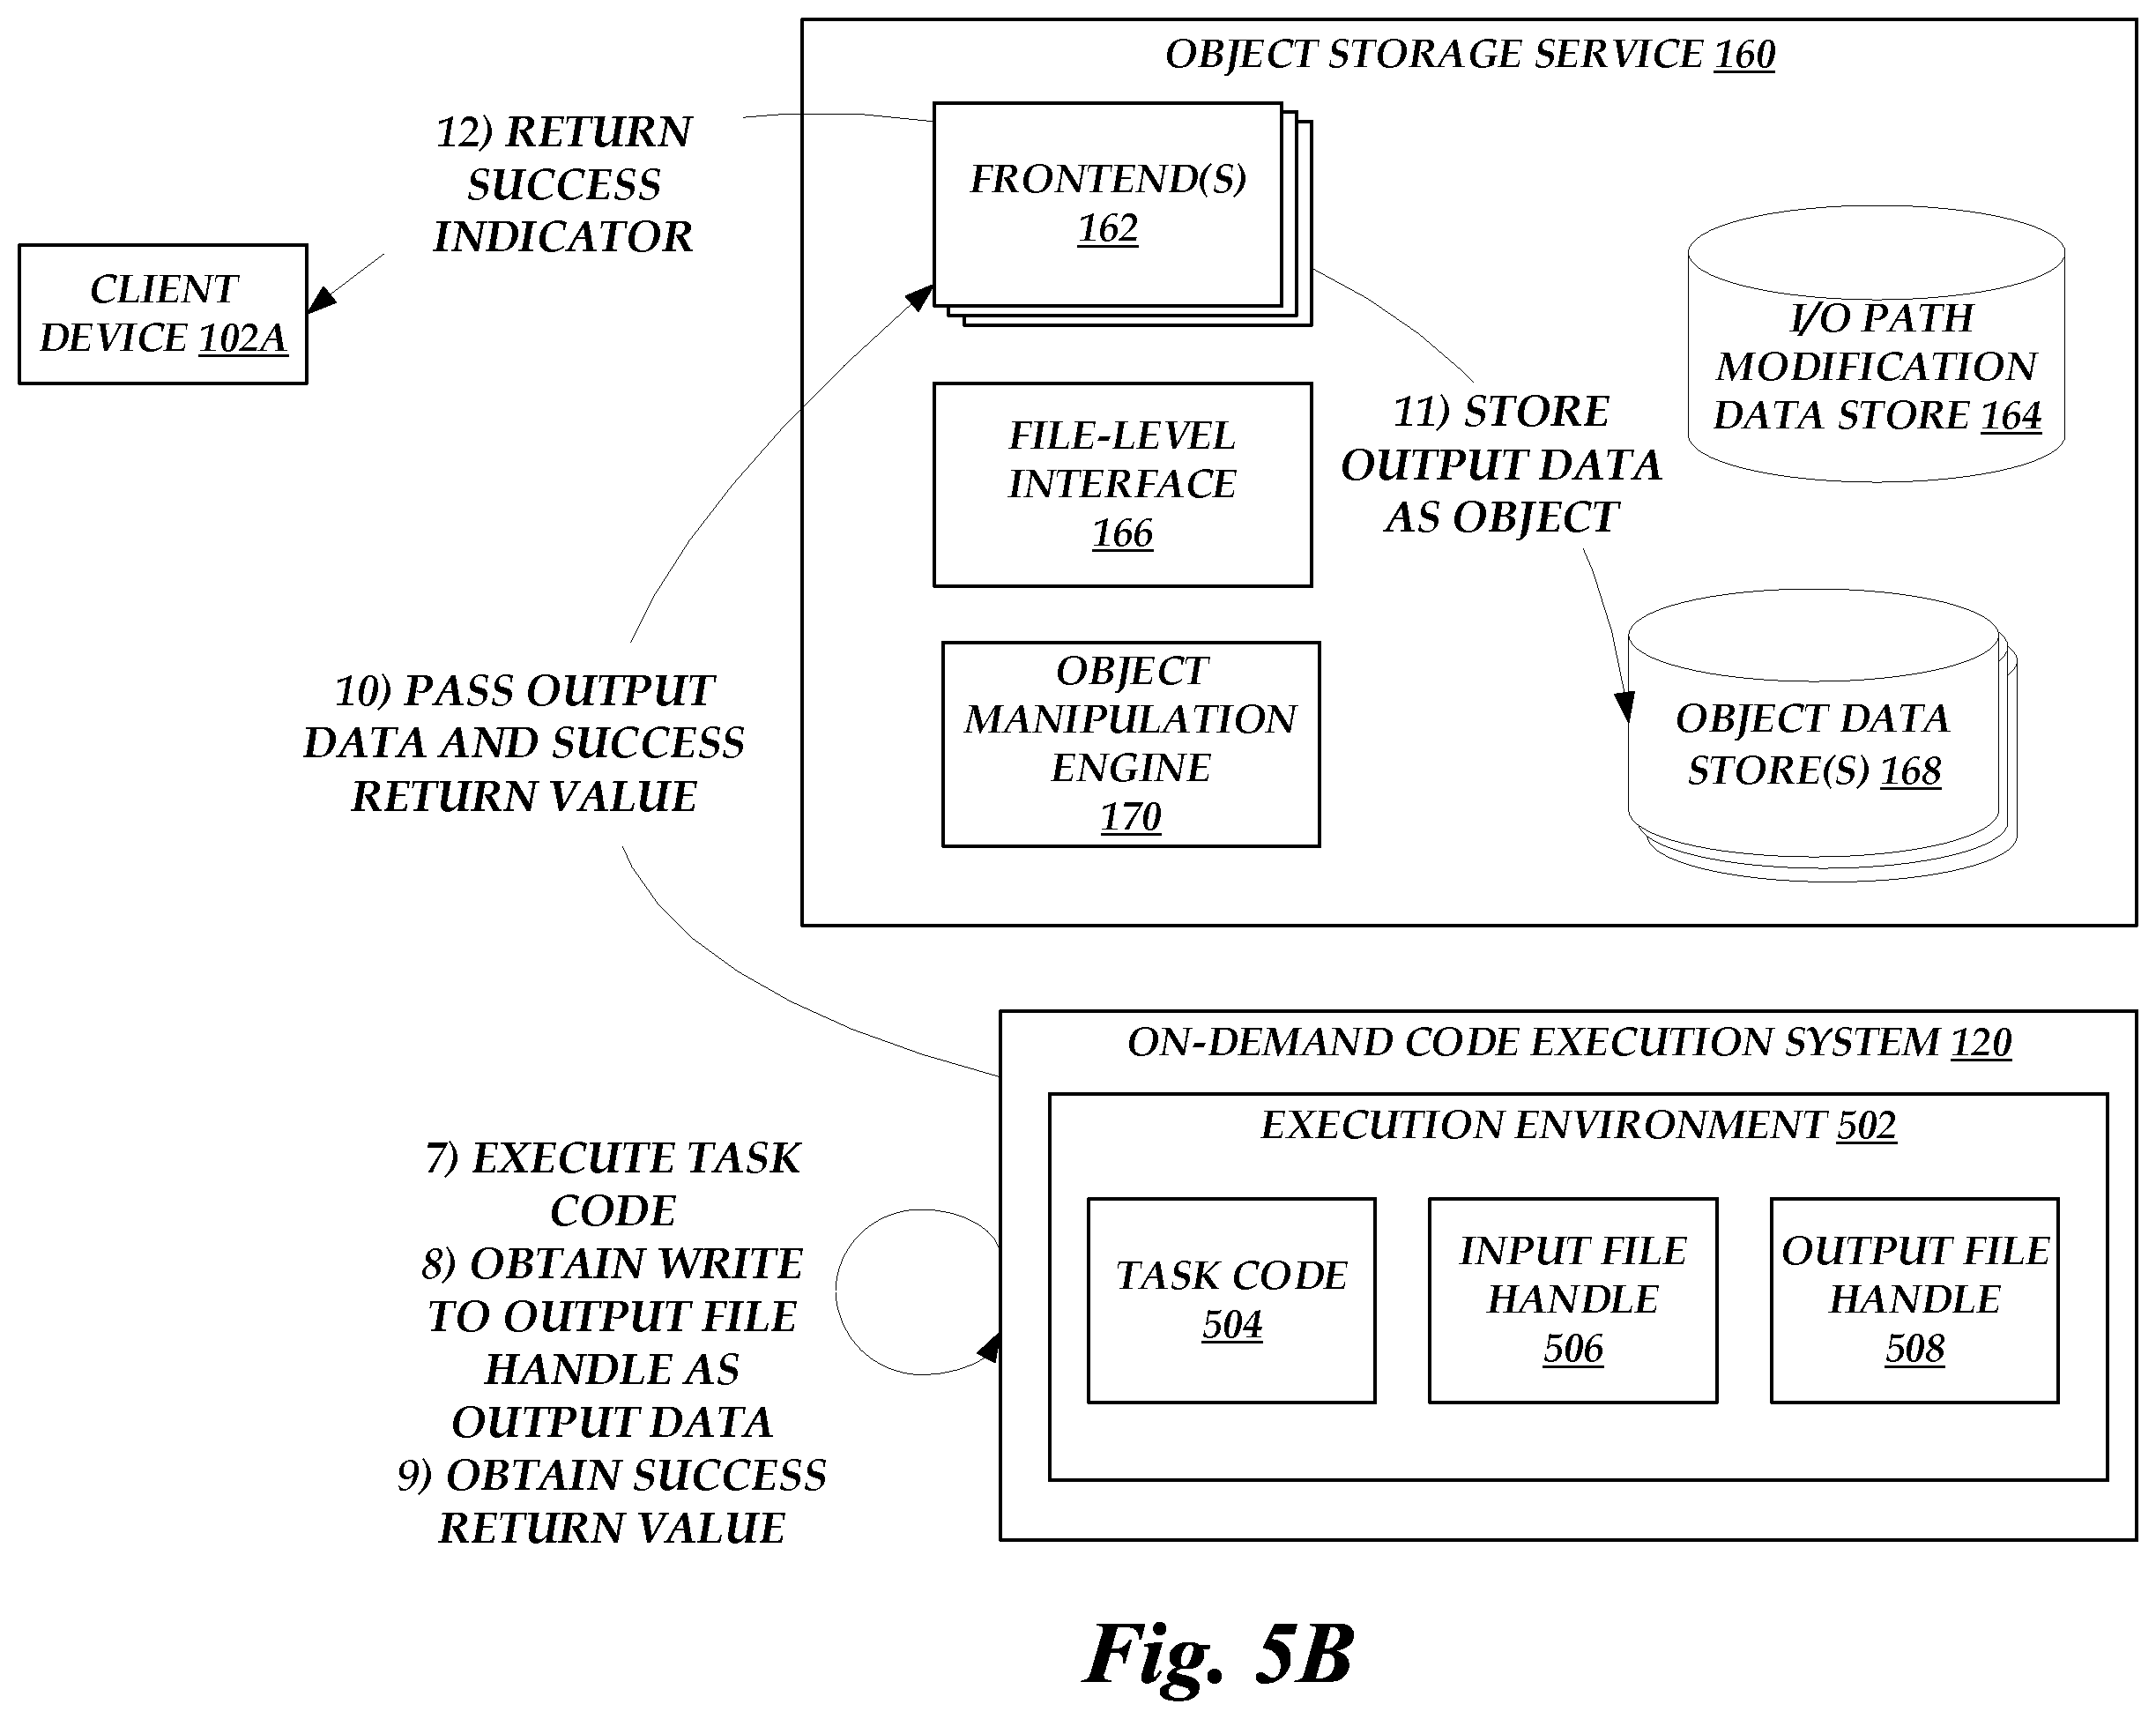 OBJECT STORAGE SERVICE 160
12) RETURN
SUCCESS
INDICATOR
FRONTEND(S)
162
CLIENT
DEVICE 102A
I/O PATH
MODIFICATION
DATA STORE 164
11) STORE
OUTPUT DATA
AS OBJECT
FILE-LEVEL
INTERFACE
166
10) PASS OUTPUT
DATA AND SUCCESS
RETURN VALUE
OBJECT
MANIPULATION
ENGINE
170
OBJECT DATA
STORE(S) 168
ON-DEMAND CODE EXECUTION SYSTEM 120
EXECUTION ENVIRONMENT 502
7) EXECUTE TASK
CODE
8) OBTAIN WRITE
TO OUTPUT FILE
HANDLE AS
OUTPUT DATA
9) OBTAIN SUCCESS
RETURN VALUE
TASK CODE
504
INPUT FILE
HANDLE
506
OUTPUT FILE
HANDLE
508
Fig. 5B